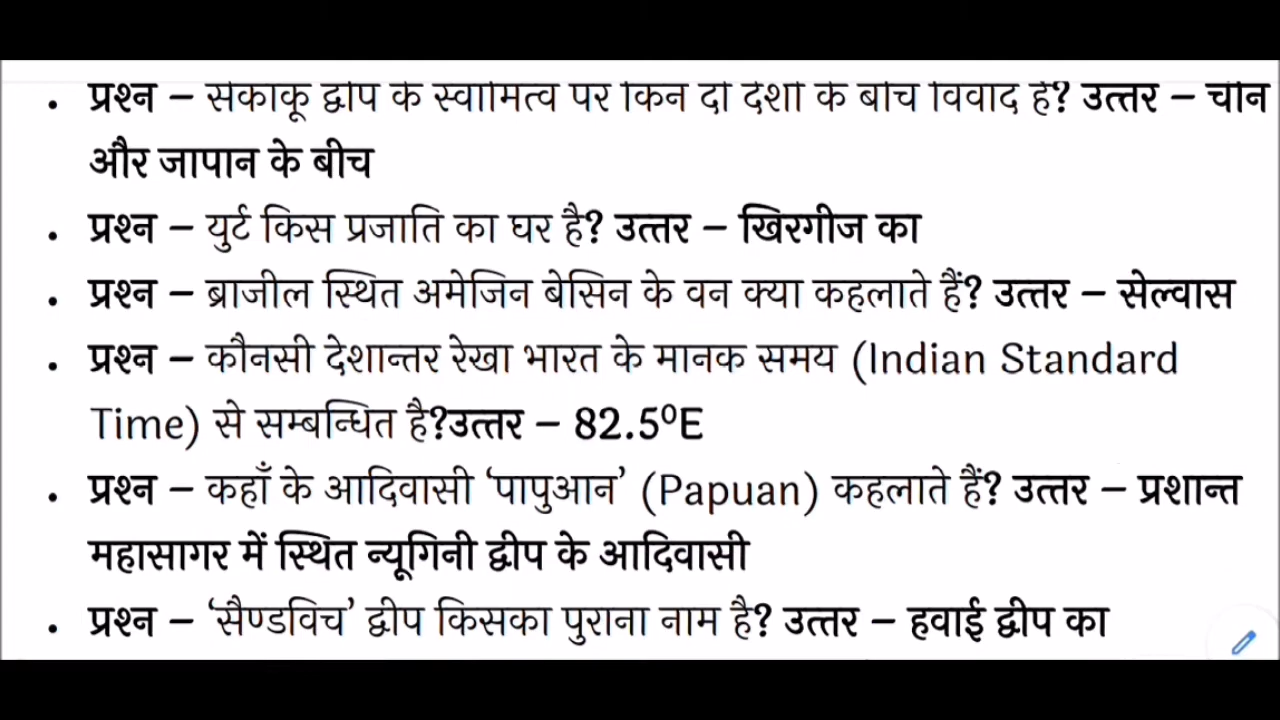 • प्रश्न – सेंकाकू द्वीप के स्वामित्व पर किन दो देशों के बीच विवाद है? उत्तर – चीन
और जापान के बीच
• प्रश्न – युर्ट किस प्रजाति का घर है? उत्तर – खिरगीज का
• प्रश्न – ब्राजील स्थित अमेजिन बेसिन के वन क्या कहलाते हैं? उत्तर – सेल्वास
• प्रश्न – कौनसी देशान्तर रेखा भारत के मानक समय (Indian Standard
Time) से सम्बन्धित है?उत्तर – 82.5⁰E
• प्रश्न – कहाँ के आदिवासी ‘पापुआन’ (Papuan) कहलाते हैं? उत्तर – प्रशान्त
महासागर में स्थित न्यूगिनी द्वीप के आदिवासी
• प्रश्न – ‘सैण्डविच’ द्वीप किसका पुराना नाम है? उत्तर – हवाई द्वीप का